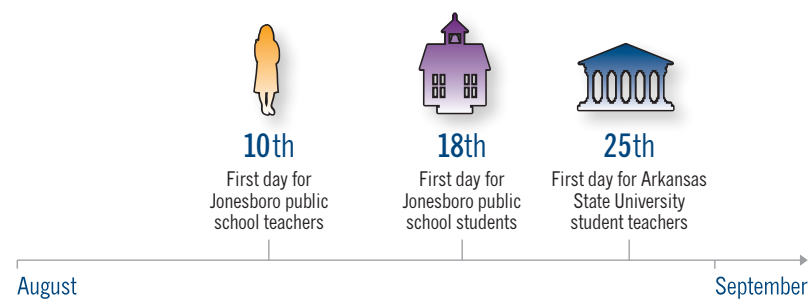 10th
First day for
Jonesboro public
school teachers
18th
First day for
Jonesboro public
school students
25th
First day for Arkansas
State University
student teachers
August
September